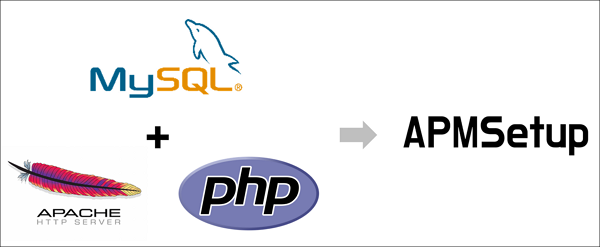 MySQL®
+
APACHE
HTTP SERVER
php
APMSetup